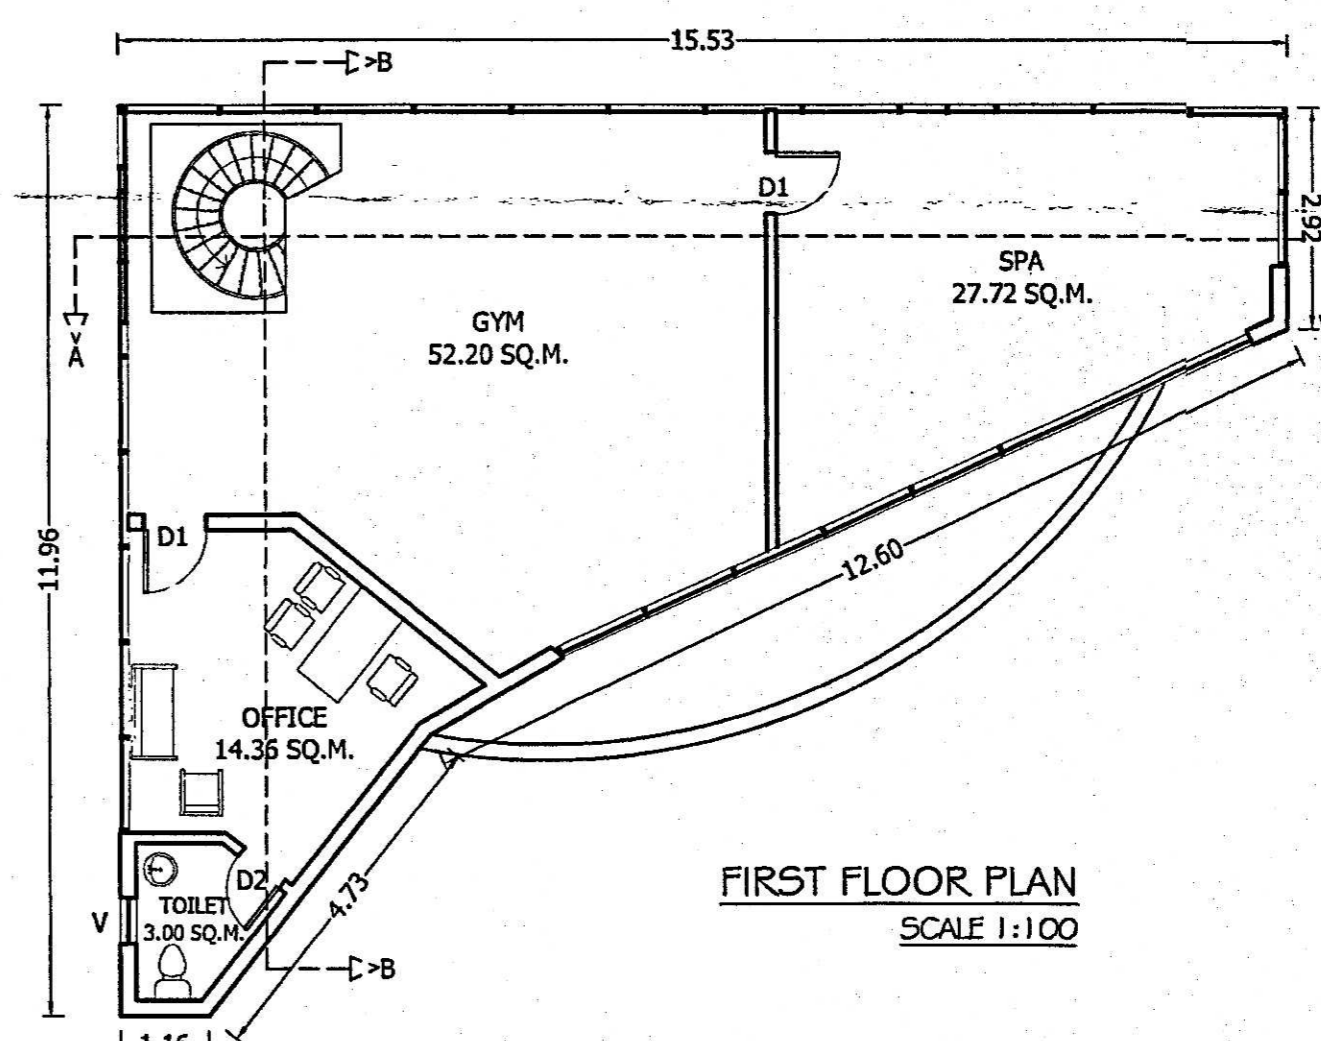 15.53
>B
D1
2.92
SPA
27.72 SQ.M.
GYM
52.20 SQ.M.
>A
11.96
D1
12.60
OFFICE
14.36 SQ.M.
D2
4.73
FIRST FLOOR PLAN
TOILET
V
3.00 SQ.M.
SCALE 1:100
>B
1.16